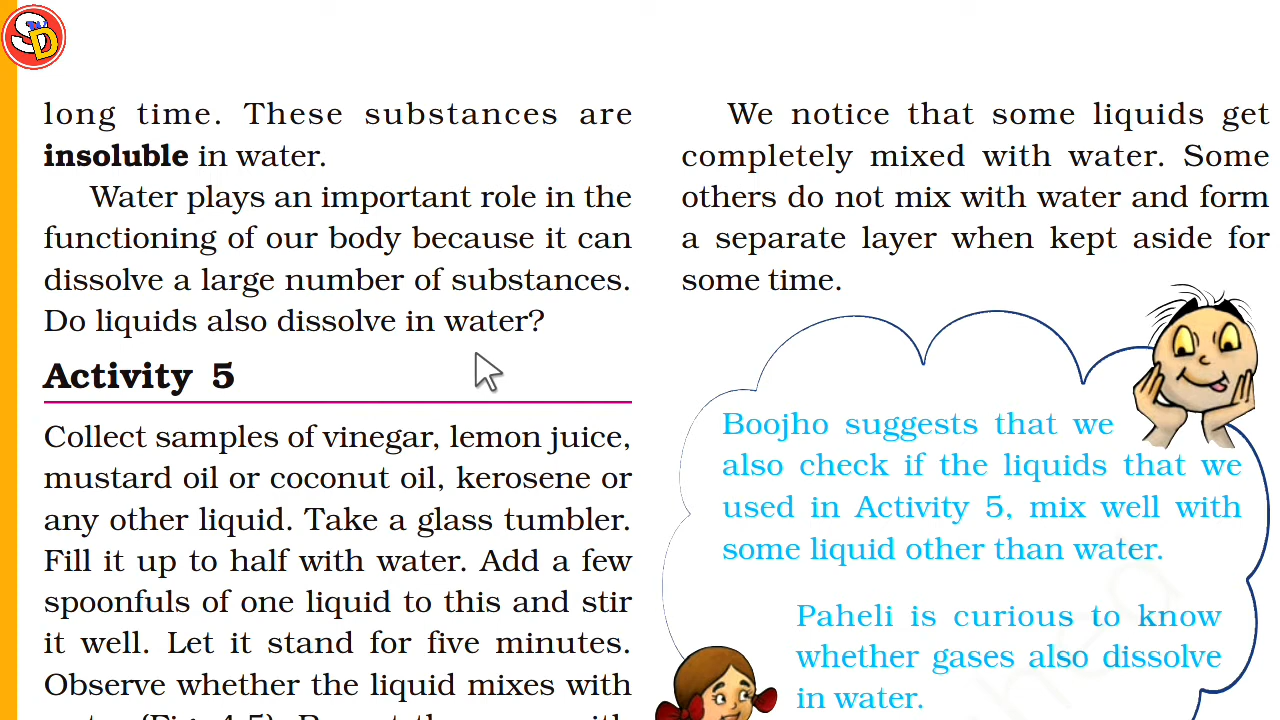 SD
long time. These substances are
insoluble in water.
Water plays an important role in the
functioning of our body because it can
dissolve a large number of substances.
Do liquids also dissolve in water?
Activity 5
Collect samples of vinegar, lemon juice,
mustard oil or coconut oil, kerosene or
any other liquid. Take a glass tumbler.
Fill it up to half with water. Add a few
spoonfuls of one liquid to this and stir
it well. Let it stand for five minutes.
Observe whether the liquid mixes with
We notice that some liquids get
completely mixed with water. Some
others do not mix with water and form
a separate layer when kept aside for
some time.
Boojho suggests that we
also check if the liquids that we
used in Activity 5, mix well with
some liquid other than water.
Paheli is curious to know
whether gases also dissolve
in water.